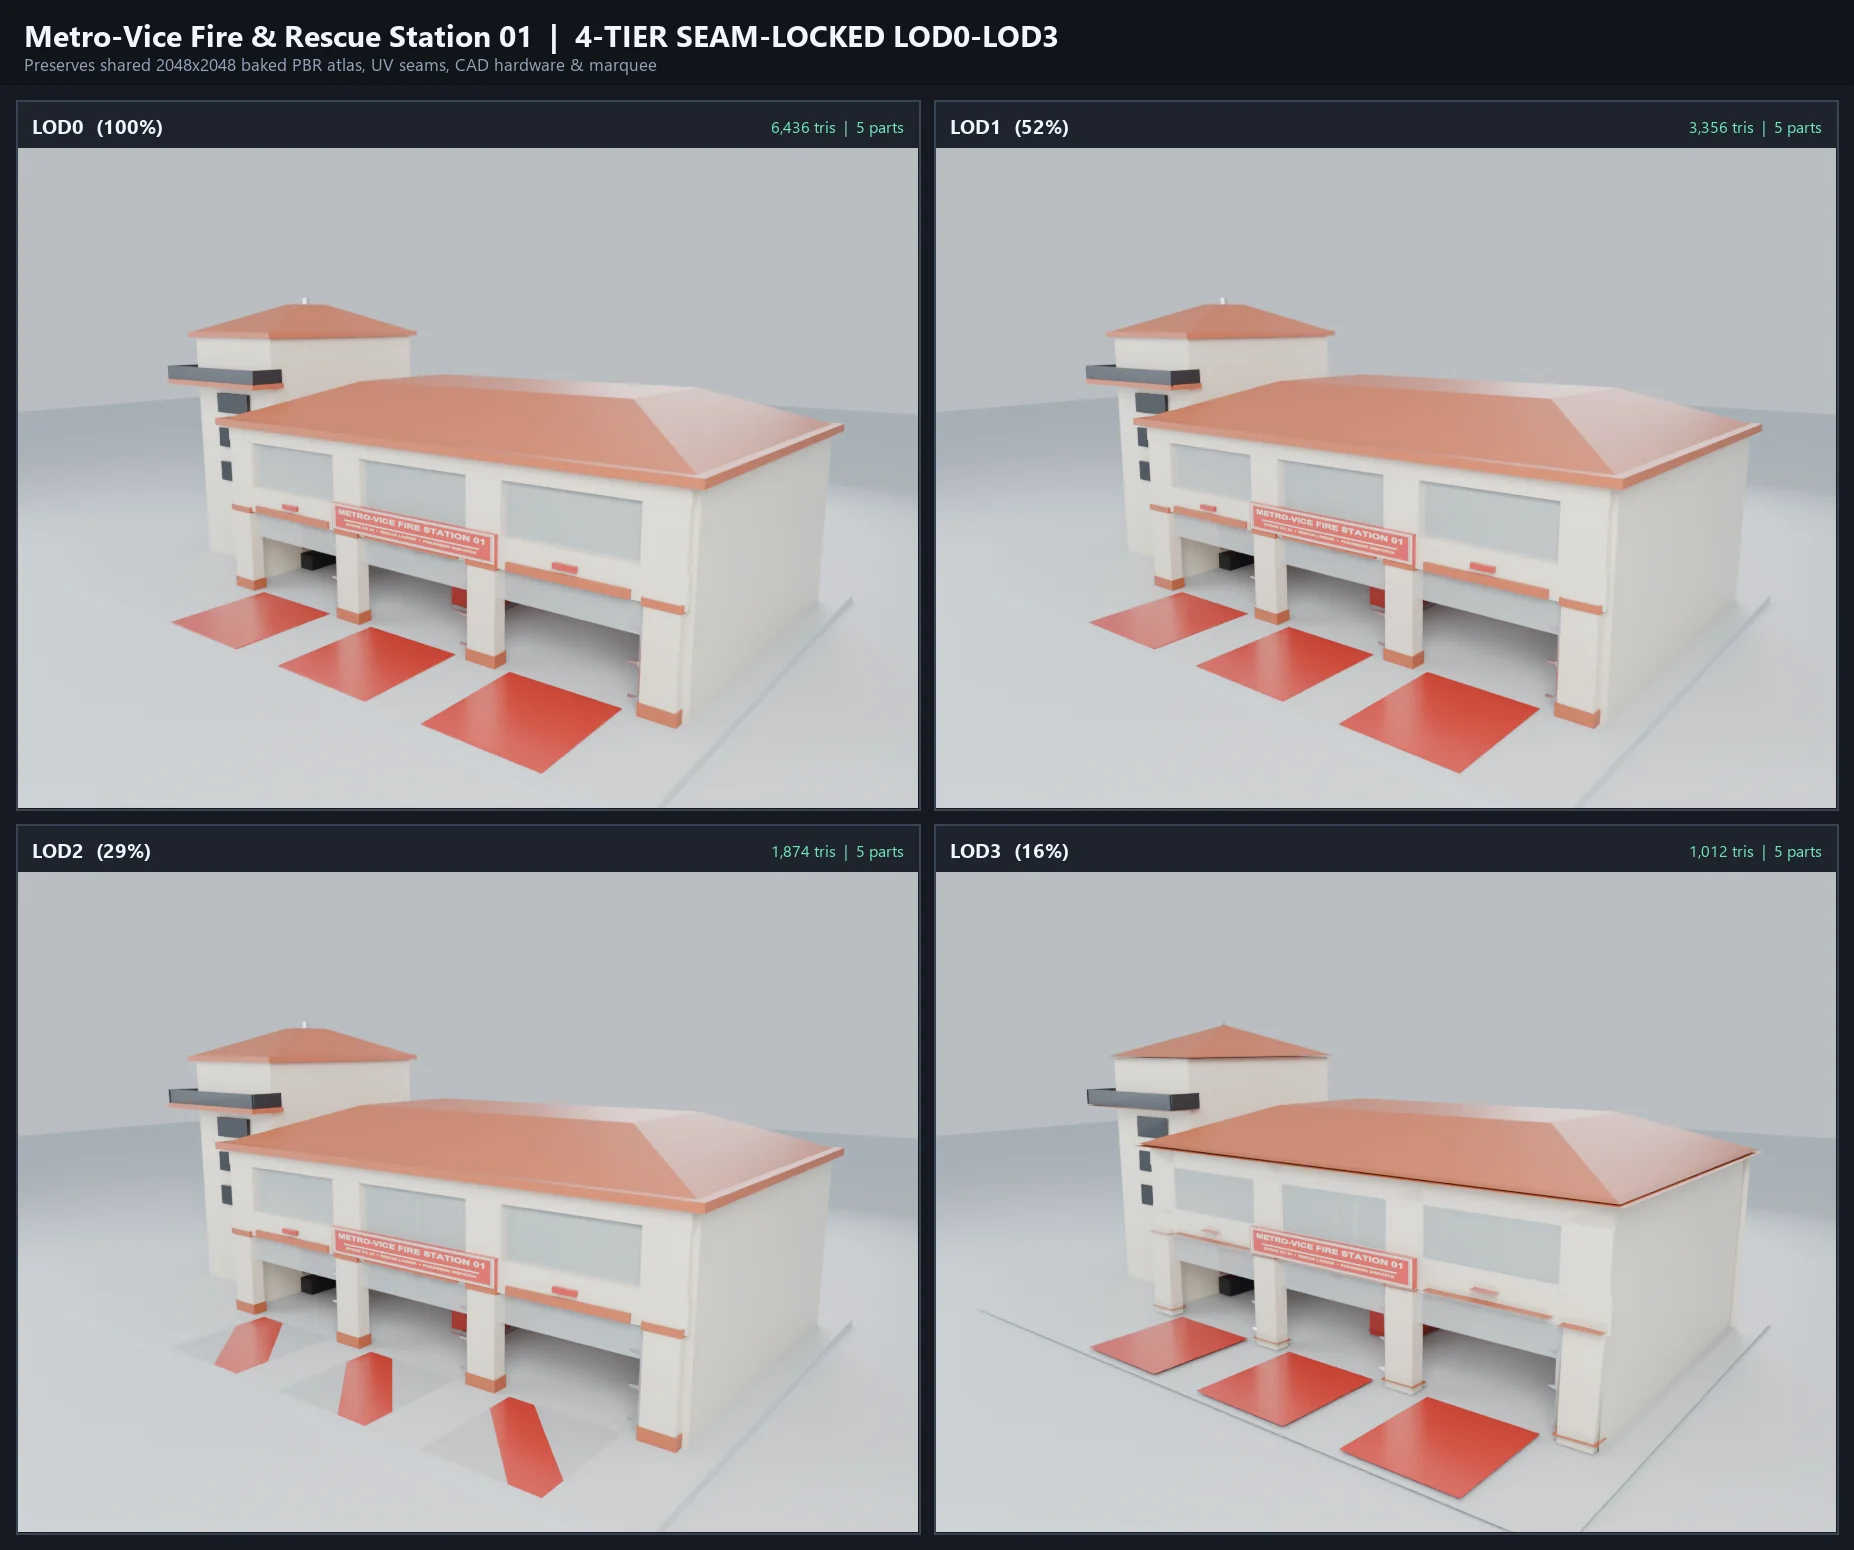 Metro-Vice Fire & Rescue Station 01 | 4-TIER SEAM-LOCKED LOD0-LOD3
Preserves shared 2048x2048 baked PBR atlas, UV seams, CAD hardware & marquee
LOD0 (100%)
6,436 tris | 5 parts
METRO-VICE FIRE STATION 01
LOD1 (52%)
3,356 tris | 5 parts
METRO-VICE FIRE STATION 01
LOD2 (29%)
1,874 tris | 5 parts
METRO-VICE FIRE STATION 01
LOD3 (16%)
1,012 tris | 5 parts
METRO-VICE FIRE STATION 01